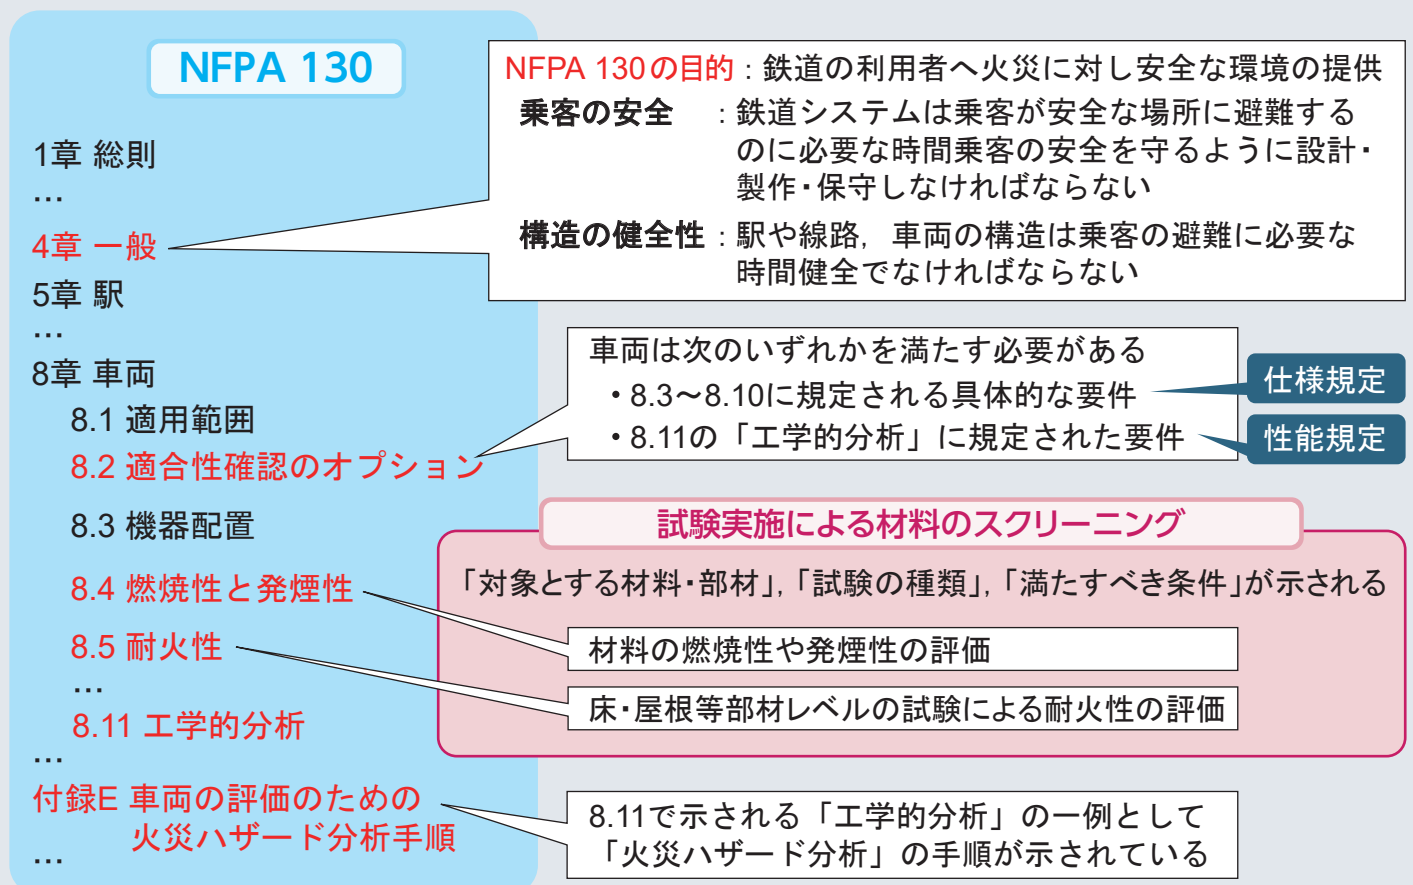 NFPA 130
1章 総則
…
4章 一般
5章 駅
…
8章 車両
8.1 適用範囲
8.2 適合性確認のオプション
8.3 機器配置
8.4 燃焼性と発煙性
8.5 耐火性
…
8.11 工学的分析
…
付録E 車両の評価のための
火災ハザード分析手順
…
NFPA 130の目的：鉄道の利用者へ火災に対し安全な環境の提供
乗客の安全　：鉄道システムは乗客が安全な場所に避難する
のに必要な時間乗客の安全を守るように設計・
製作・保守しなければならない
構造の健全性：駅や線路，車両の構造は乗客の避難に必要な
時間健全でなければならない
車両は次のいずれかを満たす必要がある
・8.3～8.10に規定される具体的な要件
仕様規定
・8.11の「工学的分析」に規定された要件
性能規定
試験実施による材料のスクリーニング
「対象とする材料・部材」，「試験の種類」，「満たすべき条件」が示される
材料の燃焼性や発煙性の評価
床・屋根等部材レベルの試験による耐火性の評価
8.11で示される「工学的分析」の一例として
「火災ハザード分析」の手順が示されている